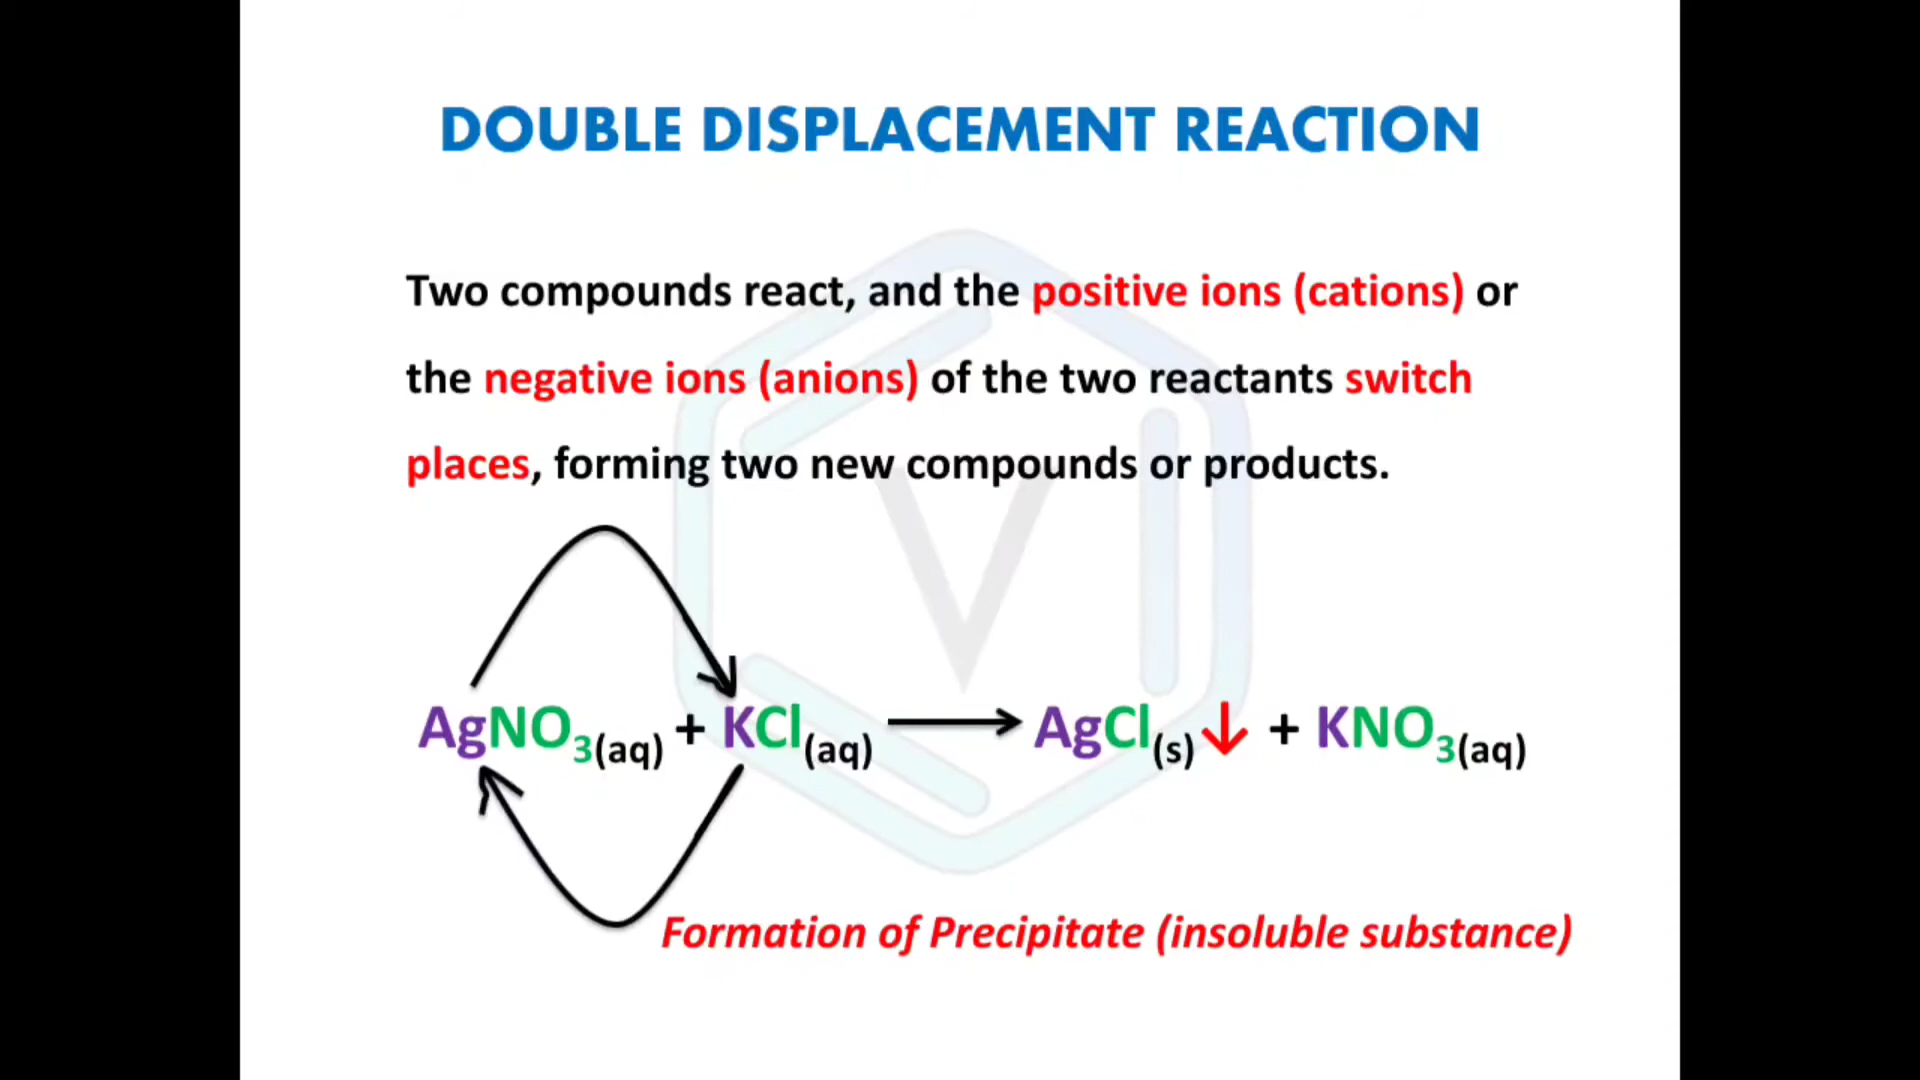 DOUBLE DISPLACEMENT REACTION
Two compounds react, and the positive ions (cations) or
the negative ions (anions) of the two reactants switch
places, forming two new compounds or products.
AgNO₃(aq) + KCl(aq) ⟶ AgCl(s)↓ + KNO₃(aq)
Formation of Precipitate (insoluble substance)
V